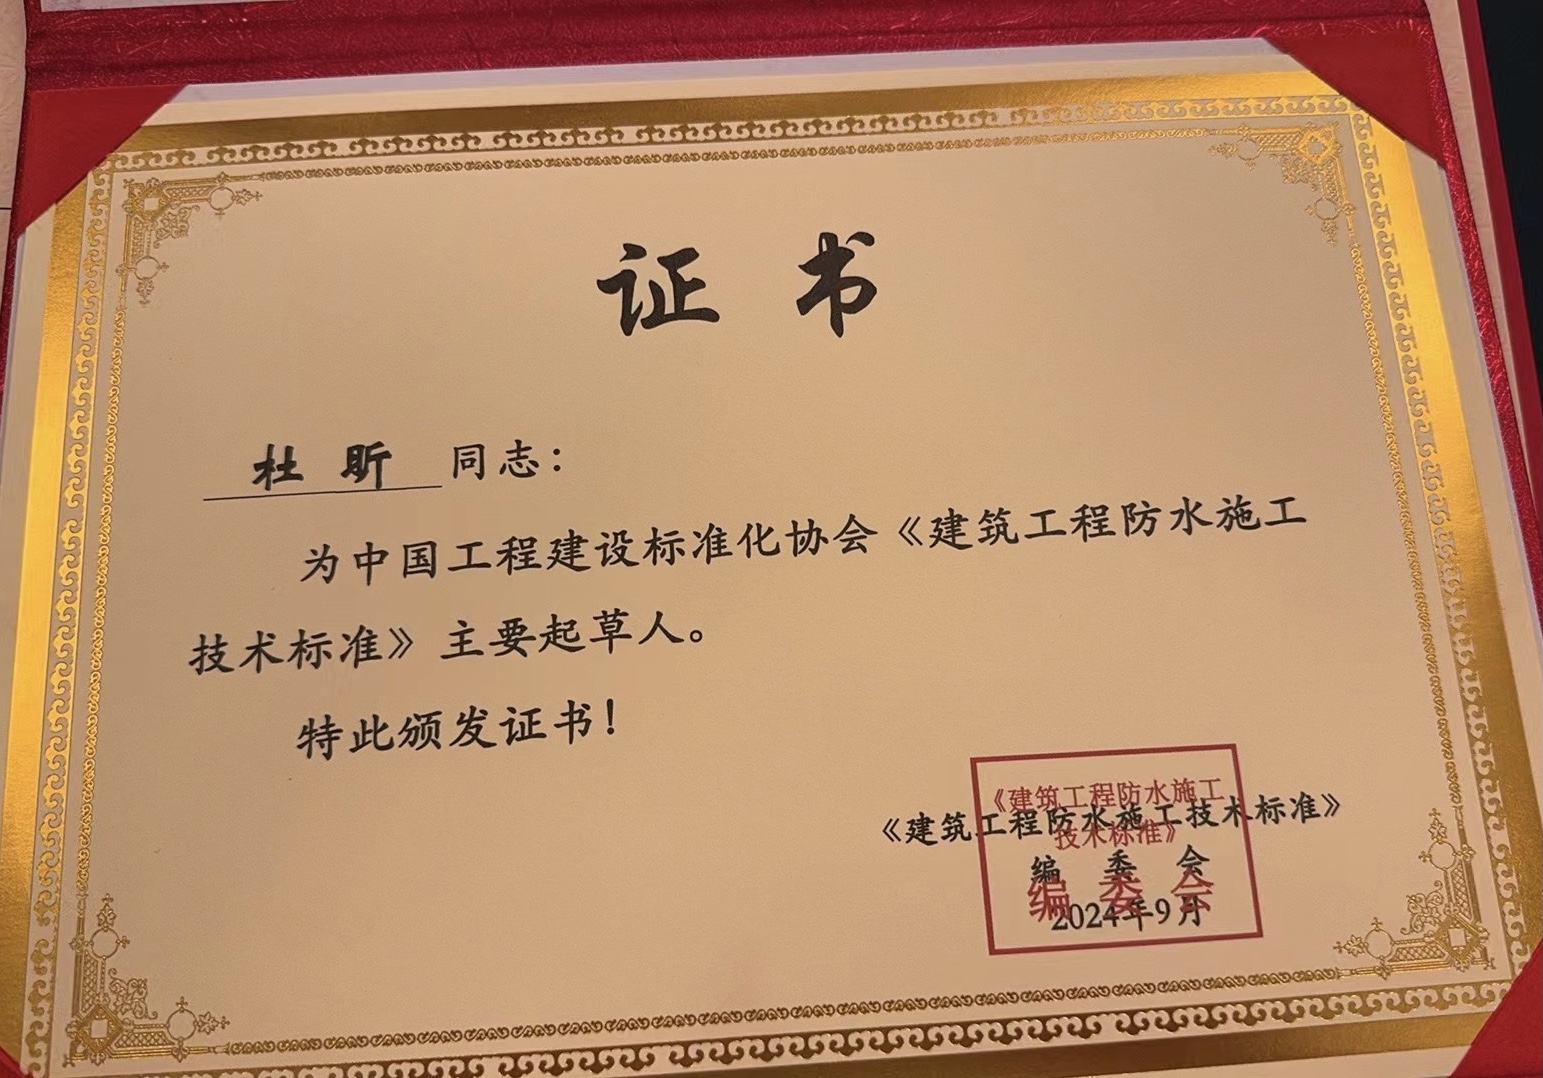 证 书
杜 昕 同志：
为中国工程建设标准化协会《建筑工程防水施工
技术标准》主要起草人。
特此颁发证书！
《建筑工程防水施工技术标准》
编 委 会
2024年9月
《建筑工程防水施工
技术标准》
编 委 会